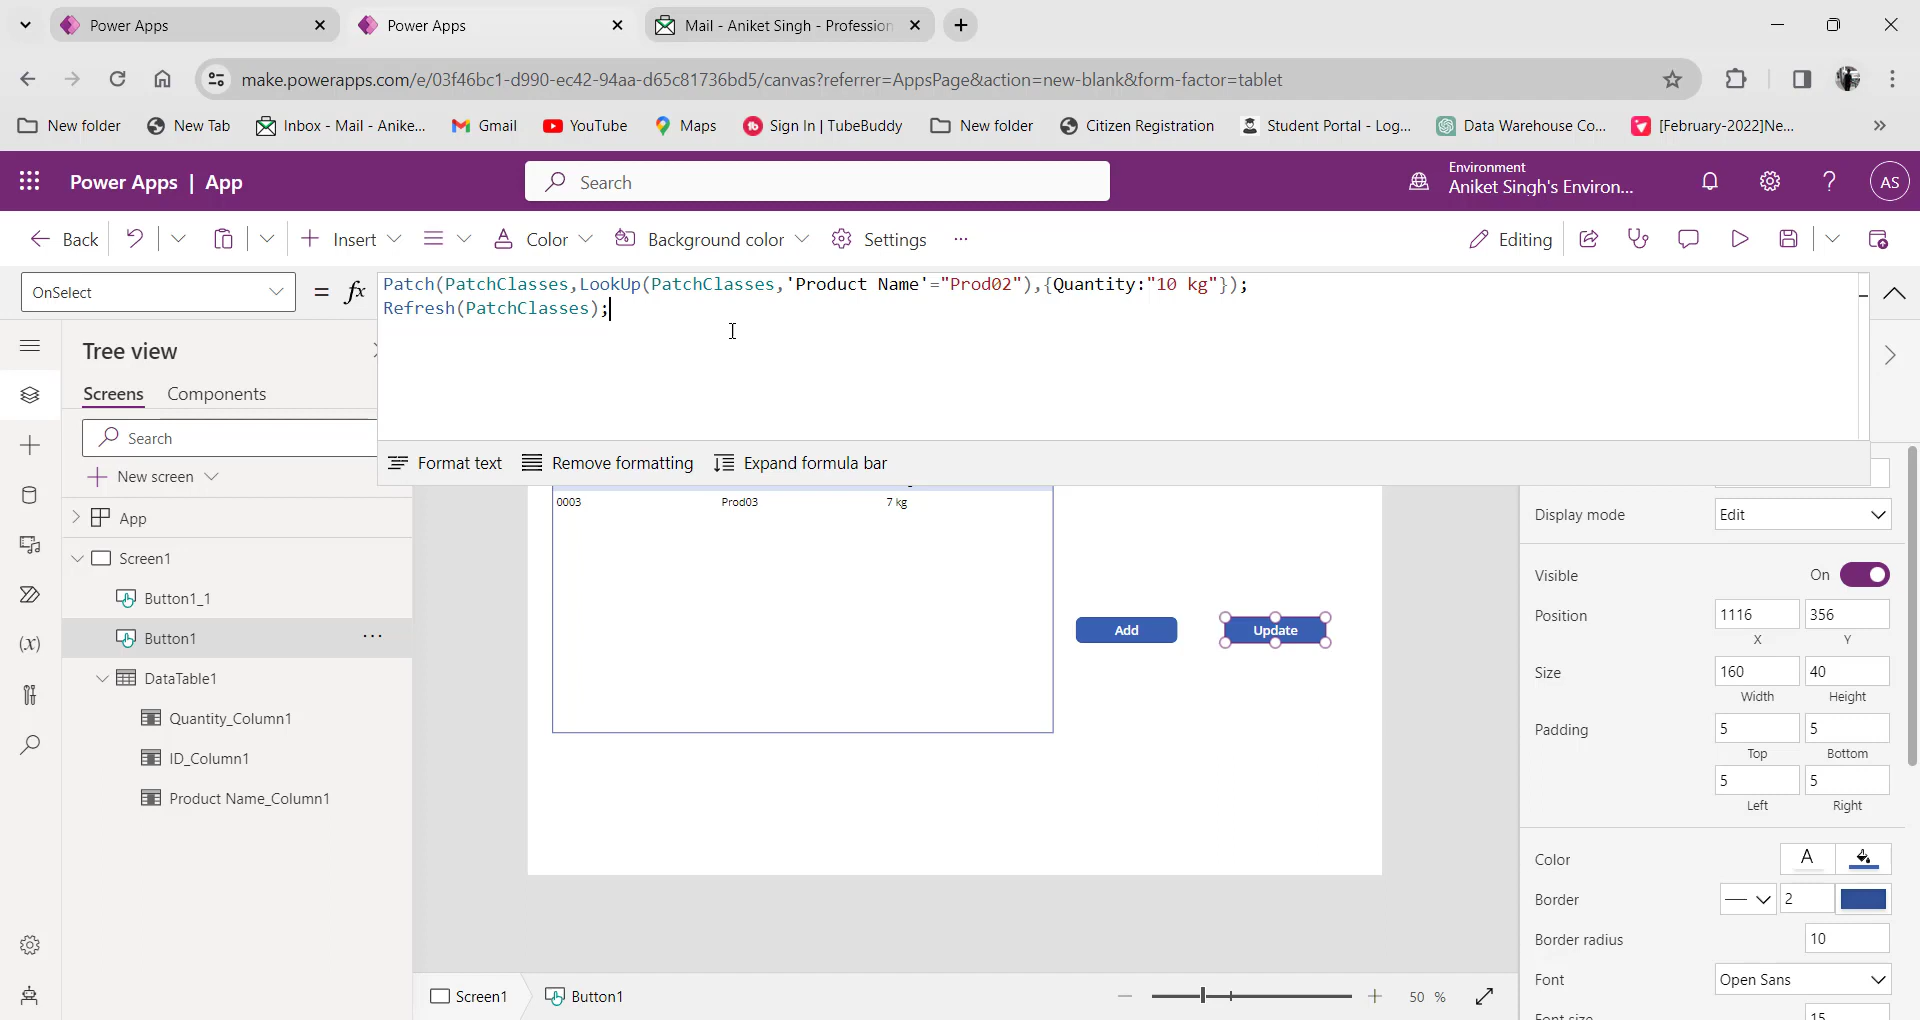 Power Apps
Power Apps
Mail - Aniket Singh - Profession
make.powerapps.com/e/03f46bc1-d990-ec42-94aa-d65c81736bd5/canvas?referrer=AppsPage&action=new-blank&form-factor=tablet
New folder
New Tab
Inbox - Mail - Anike...
Gmail
YouTube
Maps
Sign In | TubeBuddy
New folder
Citizen Registration
Student Portal - Log...
Data Warehouse Co...
[February-2022]Ne...
Power Apps | App
Search
Environment
Aniket Singh's Environ...
AS
Back
Insert
Color
Background color
Settings
Editing
OnSelect
= fx
Patch(PatchClasses,LookUp(PatchClasses,'Product Name'="Prod02"),{Quantity:"10 kg"});
Refresh(PatchClasses);
Tree view
Screens
Components
Search
New screen
App
Screen1
Button1_1
Button1
DataTable1
Quantity_Column1
ID_Column1
Product Name_Column1
Format text
Remove formatting
Expand formula bar
0003 Prod03 7 kg
Add
Update
Display mode
Edit
Visible
On
Position
1116 356
X Y
Size
160 40
Width Height
Padding
5 5
Top Bottom
5 5
Left Right
Color
A
Border
2
Border radius
10
Font
Open Sans
Font size
15
Screen1
Button1
50 %